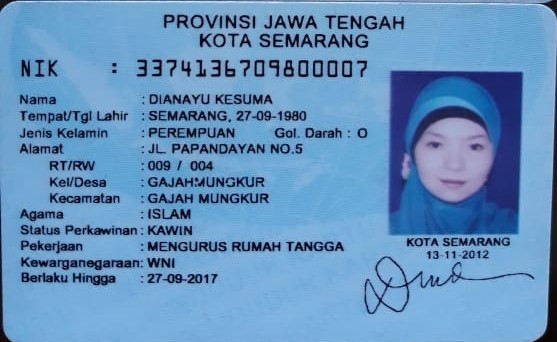 PROVINSI JAWA TENGAH
KOTA SEMARANG
NIK : 3374136709800007
Nama : DIANAYU KESUMA
Tempat/Tgl Lahir : SEMARANG, 27-09-1980
Jenis Kelamin : PEREMPUAN Gol. Darah : O
Alamat : JL. PAPANDAYAN NO.5
RT/RW : 009 / 004
Kel/Desa : GAJAHMUNGKUR
Kecamatan : GAJAH MUNGKUR
Agama : ISLAM
Status Perkawinan : KAWIN
Pekerjaan : MENGURUS RUMAH TANGGA
Kewarganegaraan: WNI
Berlaku Hingga : 27-09-2017
KOTA SEMARANG
13-11-2012